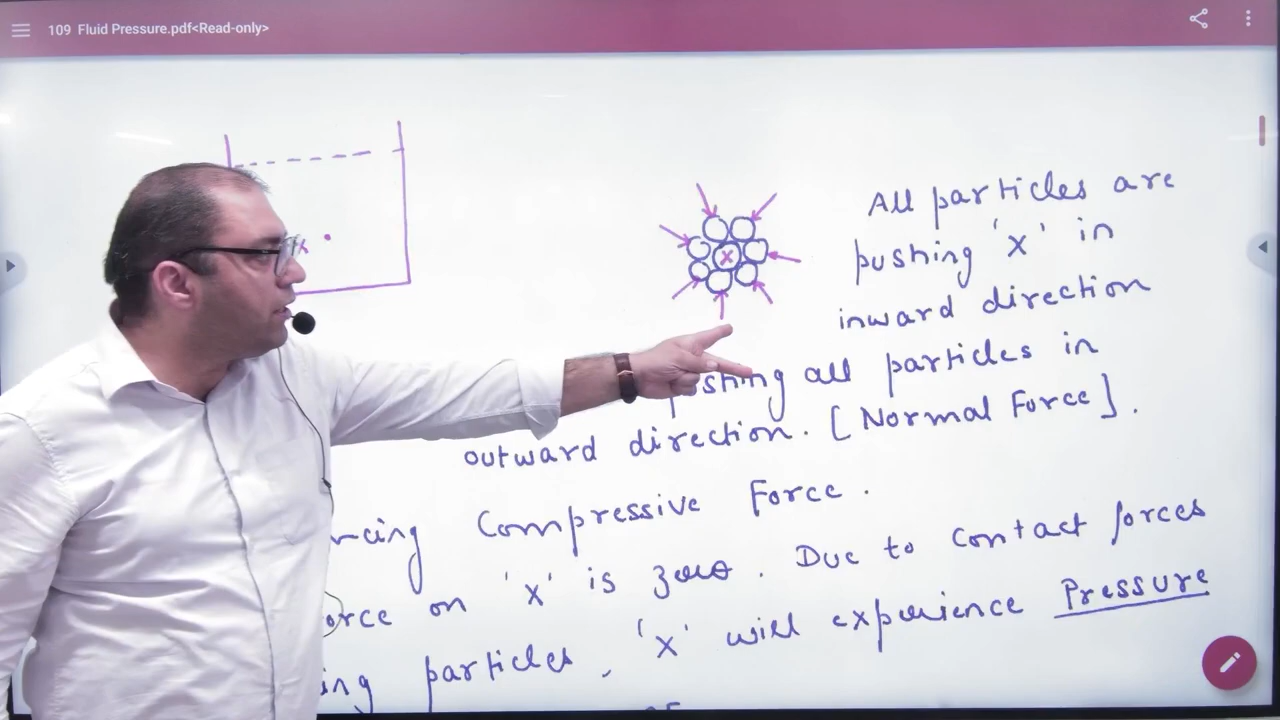 109 Fluid Pressure.pdf<Read-only>
x
x
All particles are
pushing 'x' in
inward direction
pushing all particles in
outward direction. [Normal Force].
Compressive Force.
on 'x' is zero. Due to contact forces
particles, 'x' will experience Pressure